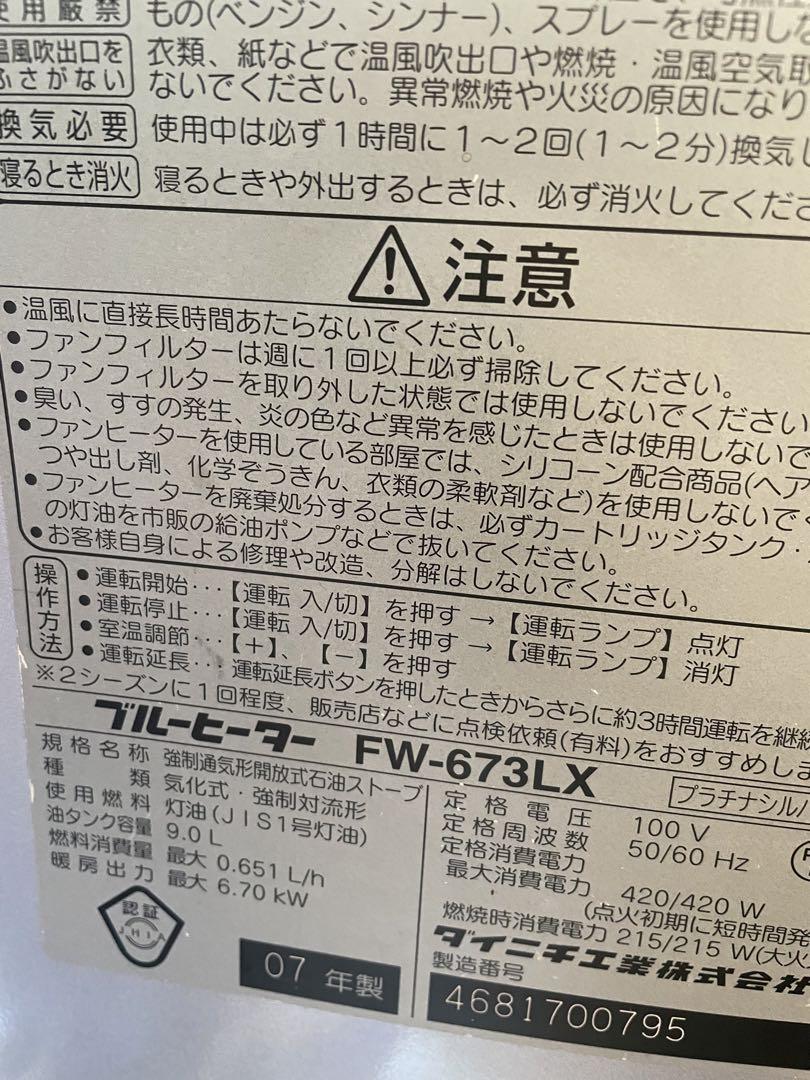 使用厳禁 もの(ベンジン、シンナー)、スプレーを使用しな
温風吹出口をふさがない 衣類、紙などで温風吹出口や燃焼・温風空気取
ないでください。異常燃焼や火災の原因になり
換気必要 使用中は必ず1時間に1～2回(1～2分)換気し
寝るとき消火 寝るときや外出するときは、必ず消火してくださ
注意
●温風に直接長時間あたらないでください。
●ファンフィルターは週に1回以上必ず掃除してください。
●ファンフィルターを取り外した状態では使用しないでください
●臭い、すすの発生、炎の色など異常を感じたときは使用しないで
●ファンヒーターを使用している部屋では、シリコーン配合商品(ヘア
つや出し剤、化学ぞうきん、衣類の柔軟剤など)を使用しないでく
●ファンヒーターを廃棄処分するときは、必ずカートリッジタンク・
の灯油を市販の給油ポンプなどで抜いてください。
●お客様自身による修理や改造、分解はしないでください。
操作方法
●運転開始…【運転 入/切】を押す → 【運転ランプ】点灯
●運転停止…【運転 入/切】を押す → 【運転ランプ】消灯
●室温調節…【+】、【-】を押す
●運転延長…運転延長ボタンを押したときからさらに約3時間運転を継続
※2シーズンに1回程度、販売店などに点検依頼(有料)をおすすめしま
ブルーヒーター FW-673LX
プラチナシル
規格名称 強制通気形開放式石油ストーブ
種類 気化式・強制対流形
使用燃料 灯油(JIS1号灯油)
油タンク容量 9.0 L
燃料消費量 最大 0.651 L/h
暖房出力 最大 6.70 kW
認証
JHIA
07 年製
定格電圧 100 V
定格周波数 50/60 Hz
定格消費電力
最大消費電力 420/420 W
(点火初期に短時間発
燃焼時消費電力 215/215 W(大火
ダイニチ工業株式会社
製造番号
4681700795